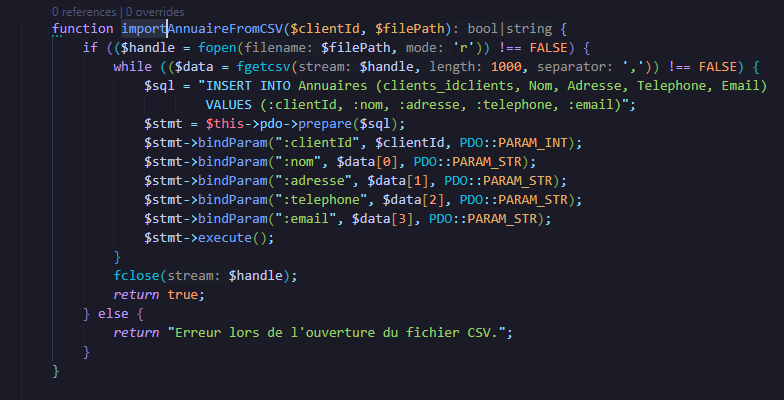 0 references | 0 overrides
function importAnnuaireFromCSV($clientId, $filePath): bool|string {
if (($handle = fopen(filename: $filePath, mode: 'r')) !== FALSE) {
while (($data = fgetcsv(stream: $handle, length: 1000, separator: ',')) !== FALSE) {
$sql = "INSERT INTO Annuaires (clients_idclients, Nom, Adresse, Telephone, Email)
VALUES (:clientId, :nom, :adresse, :telephone, :email)";
$stmt = $this->pdo->prepare($sql);
$stmt->bindParam(":clientId", $clientId, PDO::PARAM_INT);
$stmt->bindParam(":nom", $data[0], PDO::PARAM_STR);
$stmt->bindParam(":adresse", $data[1], PDO::PARAM_STR);
$stmt->bindParam(":telephone", $data[2], PDO::PARAM_STR);
$stmt->bindParam(":email", $data[3], PDO::PARAM_STR);
$stmt->execute();
}
fclose(stream: $handle);
return true;
} else {
return "Erreur lors de l'ouverture du fichier CSV.";
}
}